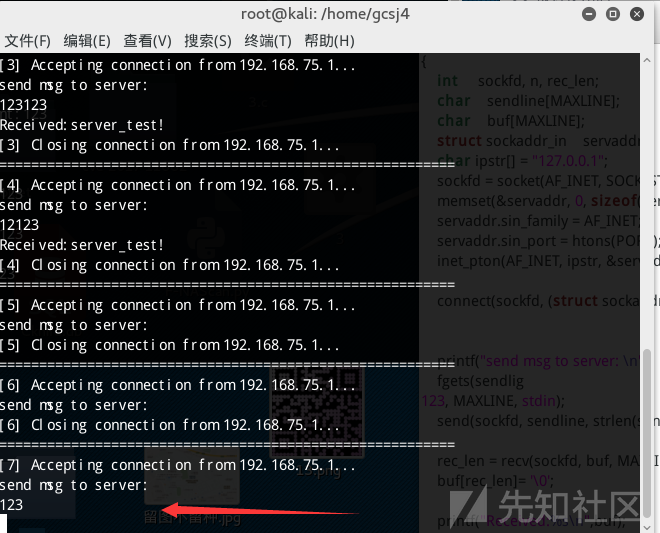 root@kali: /home/gcsj4
文件(F) 编辑(E) 查看(V) 搜索(S) 终端(T) 帮助(H)
[3] Accepting connection from 192.168.75.1...
send msg to server:
123123
Received: server_test!
[3] Closing connection from 192.168.75.1...
=======================================================
[4] Accepting connection from 192.168.75.1...
send msg to server:
12123
Received: server_test!
[4] Closing connection from 192.168.75.1...
=======================================================
[5] Accepting connection from 192.168.75.1...
send msg to server:
[5] Closing connection from 192.168.75.1...
=======================================================
[6] Accepting connection from 192.168.75.1...
send msg to server:
[6] Closing connection from 192.168.75.1...
=======================================================
[7] Accepting connection from 192.168.75.1...
send msg to server:
123
{
int sockfd, n, rec_len;
char sendline[MAXLINE];
char buf[MAXLINE];
struct sockaddr_in servadd
char ipstr[] = "127.0.0.1";
sockfd = socket(AF_INET, SOCK
memset(&servaddr, 0, sizeof(
servaddr.sin_family = AF_INET;
servaddr.sin_port = htons(PO
inet_pton(AF_INET, ipstr, &serv
connect(sockfd, (struct socka
printf("send msg to server: \n
fgets(sendlig
123, MAXLINE, stdin);
send(sockfd, sendline, strlen(
rec_len = recv(sockfd, buf, MA
buf[rec_len]= '\0';
printf("Received:
留图不留种.jpg
先知社区